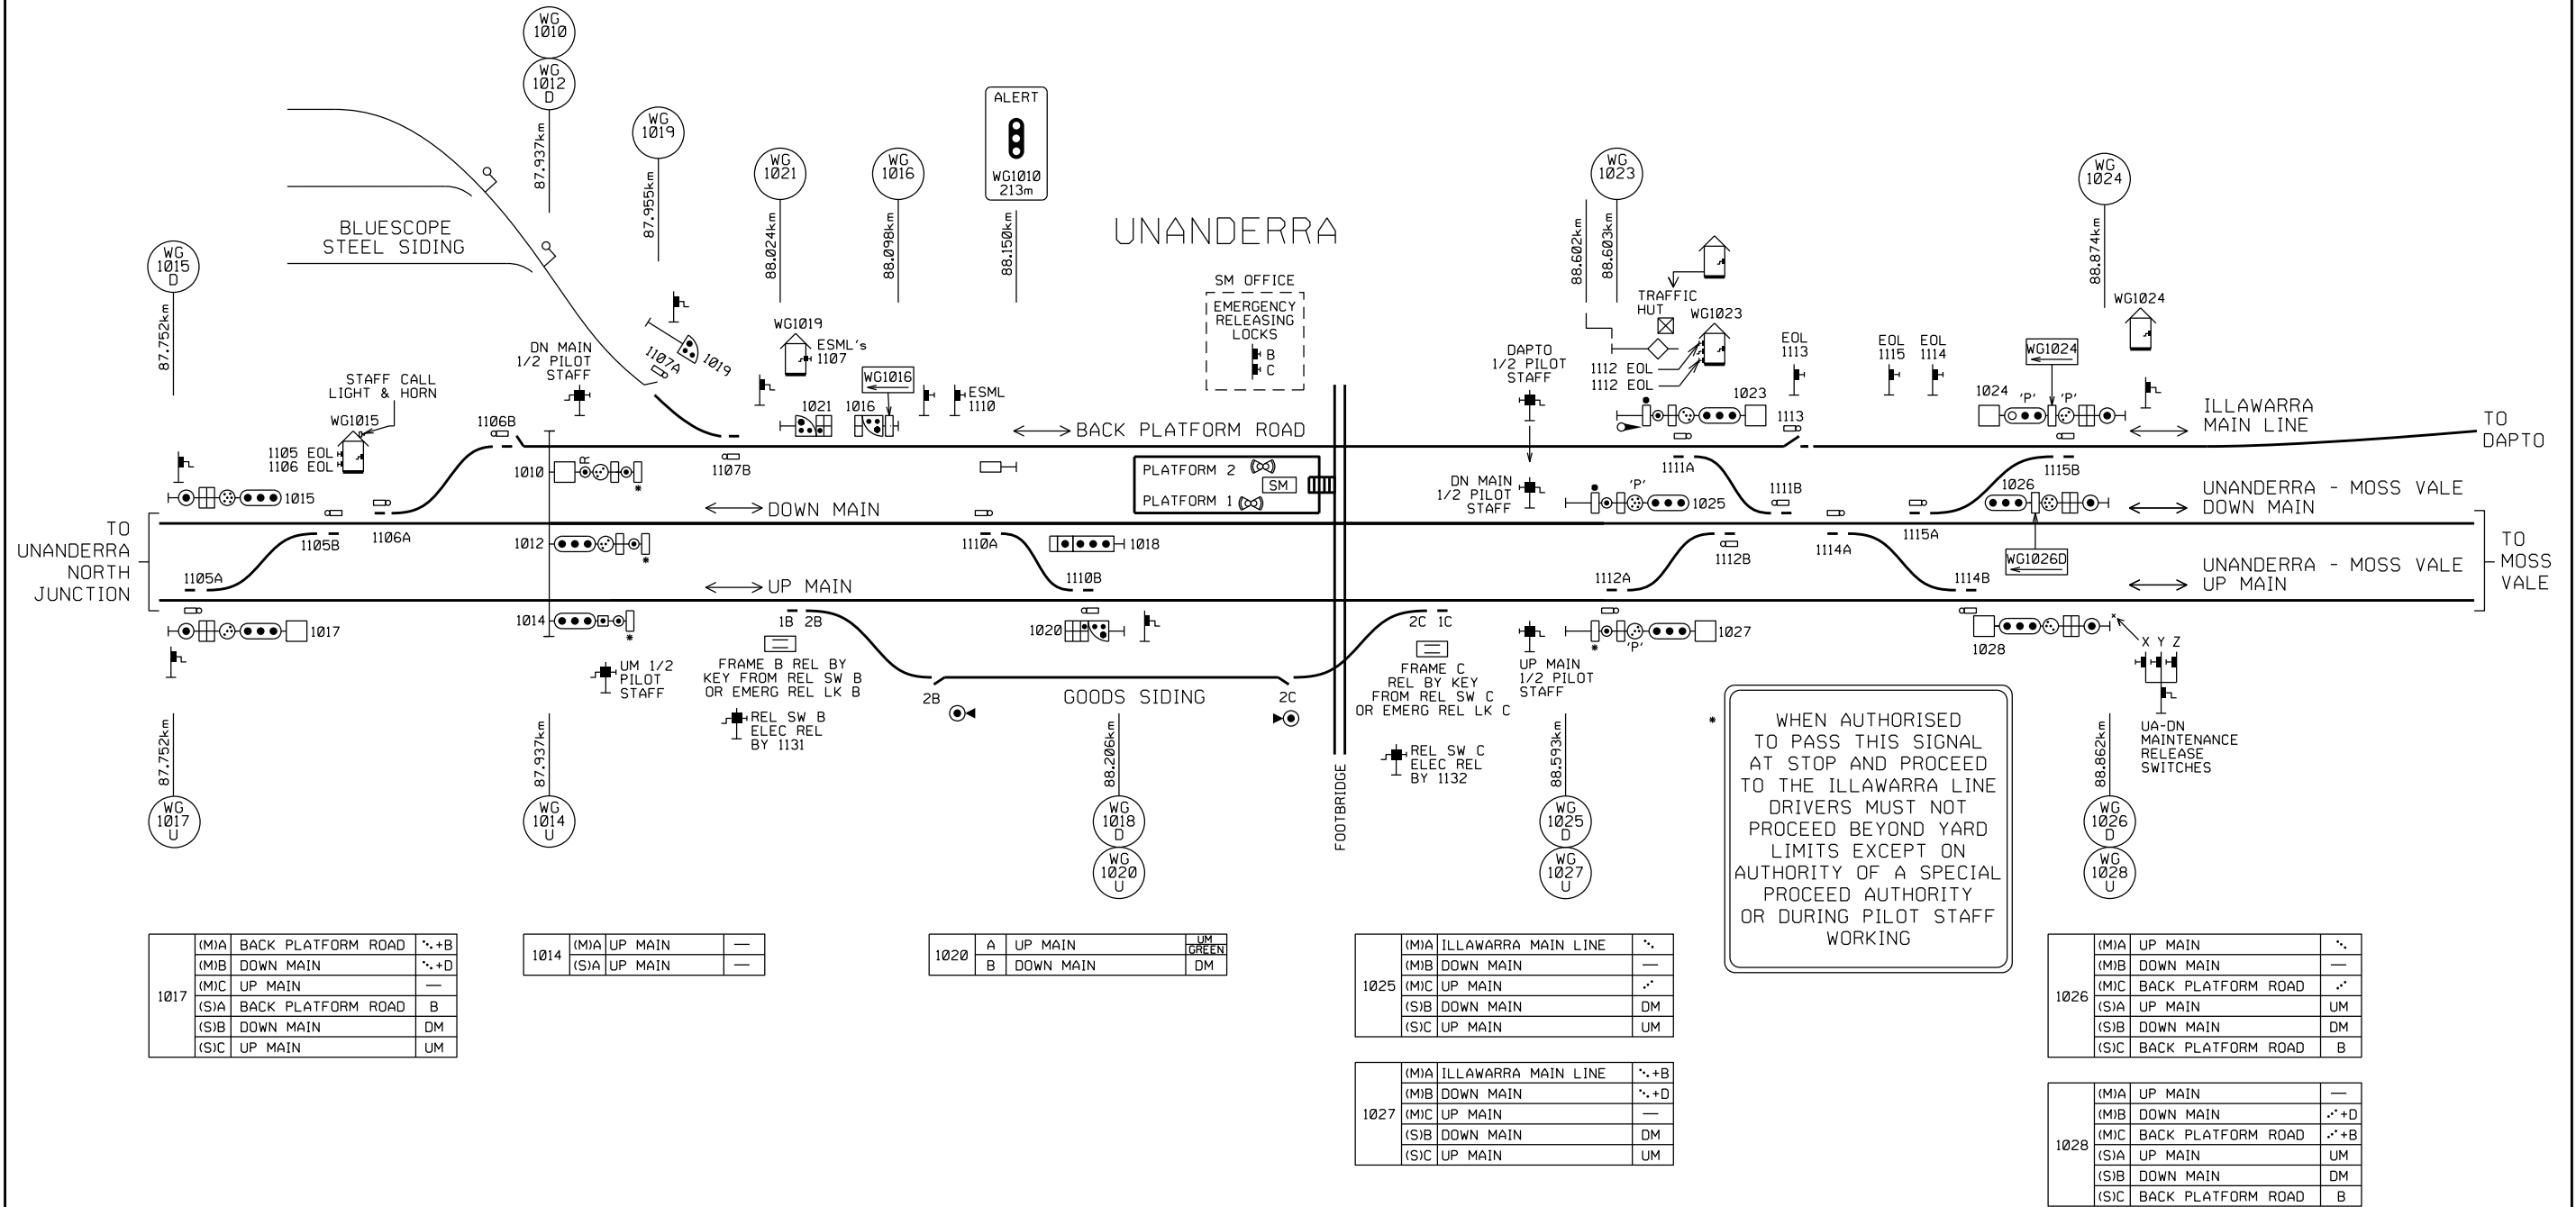 WG
1010
WG
1012
D
87.937km
WG
1019
87.955km
WG
1021
88.024km
WG
1016
88.098km
ALERT
WG1010
213m
88.150km
UNANDERRA
WG
1023
88.602km
88.603km
WG
1024
88.874km
WG
1015
D
87.752km
BLUESCOPE
STEEL SIDING
SM OFFICE
EMERGENCY
RELEASING
LOCKS
B
C
TRAFFIC
HUT
WG1023
1112 EOL
1112 EOL
EOL
1113
EOL
1115
EOL
1114
WG1024
WG1024
STAFF CALL
LIGHT & HORN
WG1015
1105 EOL
1106 EOL
1106B
DN MAIN
1/2 PILOT
STAFF
1107A
1019
WG1019
ESML's
1107
WG1016
ESML
1110
1021
1016
DAPTO
1/2 PILOT
STAFF
1023
1113
1024
'P'
'P'
BACK PLATFORM ROAD
ILLAWARRA
MAIN LINE
TO
DAPTO
1015
1010
R
*
1107B
PLATFORM 2
SM
PLATFORM 1
DN MAIN
1/2 PILOT
STAFF
1111A
'P'
1025
1111B
1115B
1026
UNANDERRA - MOSS VALE
DOWN MAIN
DOWN MAIN
TO
UNANDERRA
NORTH
JUNCTION
1105B
1106A
1012
*
1110A
1018
1112B
1114A
1115A
WG1026D
TO
MOSS
VALE
1105A
UP MAIN
1110B
1112A
1114B
UNANDERRA - MOSS VALE
UP MAIN
1017
1014
*
1B 2B
1020
2C 1C
*
'P'
1027
1028
*
X Y Z
UM 1/2
PILOT
STAFF
FRAME B REL BY
KEY FROM REL SW B
OR EMERG REL LK B
REL SW B
ELEC REL
BY 1131
2B
GOODS SIDING
2C
FRAME C
REL BY KEY
FROM REL SW C
OR EMERG REL LK C
REL SW C
ELEC REL
BY 1132
UP MAIN
1/2 PILOT
STAFF
UA-DN
MAINTENANCE
RELEASE
SWITCHES
*
WHEN AUTHORISED
TO PASS THIS SIGNAL
AT STOP AND PROCEED
TO THE ILLAWARRA LINE
DRIVERS MUST NOT
PROCEED BEYOND YARD
LIMITS EXCEPT ON
AUTHORITY OF A SPECIAL
PROCEED AUTHORITY
OR DURING PILOT STAFF
WORKING
87.752km
WG
1017
U
87.937km
WG
1014
U
88.206km
WG
1018
D
WG
1020
U
FOOTBRIDGE
88.593km
WG
1025
D
WG
1027
U
88.862km
WG
1026
D
WG
1028
U
1017
(M)A BACK PLATFORM ROAD ⋱+B
(M)B DOWN MAIN ⋱+D
(M)C UP MAIN —
(S)A BACK PLATFORM ROAD B
(S)B DOWN MAIN DM
(S)C UP MAIN UM
1014
(M)A UP MAIN —
(S)A UP MAIN —
1020
A UP MAIN UM GREEN
B DOWN MAIN DM
1025
(M)A ILLAWARRA MAIN LINE ⋱
(M)B DOWN MAIN —
(M)C UP MAIN ⋰
(S)B DOWN MAIN DM
(S)C UP MAIN UM
1027
(M)A ILLAWARRA MAIN LINE ⋱+B
(M)B DOWN MAIN ⋱+D
(M)C UP MAIN —
(S)B DOWN MAIN DM
(S)C UP MAIN UM
1026
(M)A UP MAIN ⋱
(M)B DOWN MAIN —
(M)C BACK PLATFORM ROAD ⋰
(S)A UP MAIN UM
(S)B DOWN MAIN DM
(S)C BACK PLATFORM ROAD B
1028
(M)A UP MAIN —
(M)B DOWN MAIN ⋰+D
(M)C BACK PLATFORM ROAD ⋰+B
(S)A UP MAIN UM
(S)B DOWN MAIN DM
(S)C BACK PLATFORM ROAD B